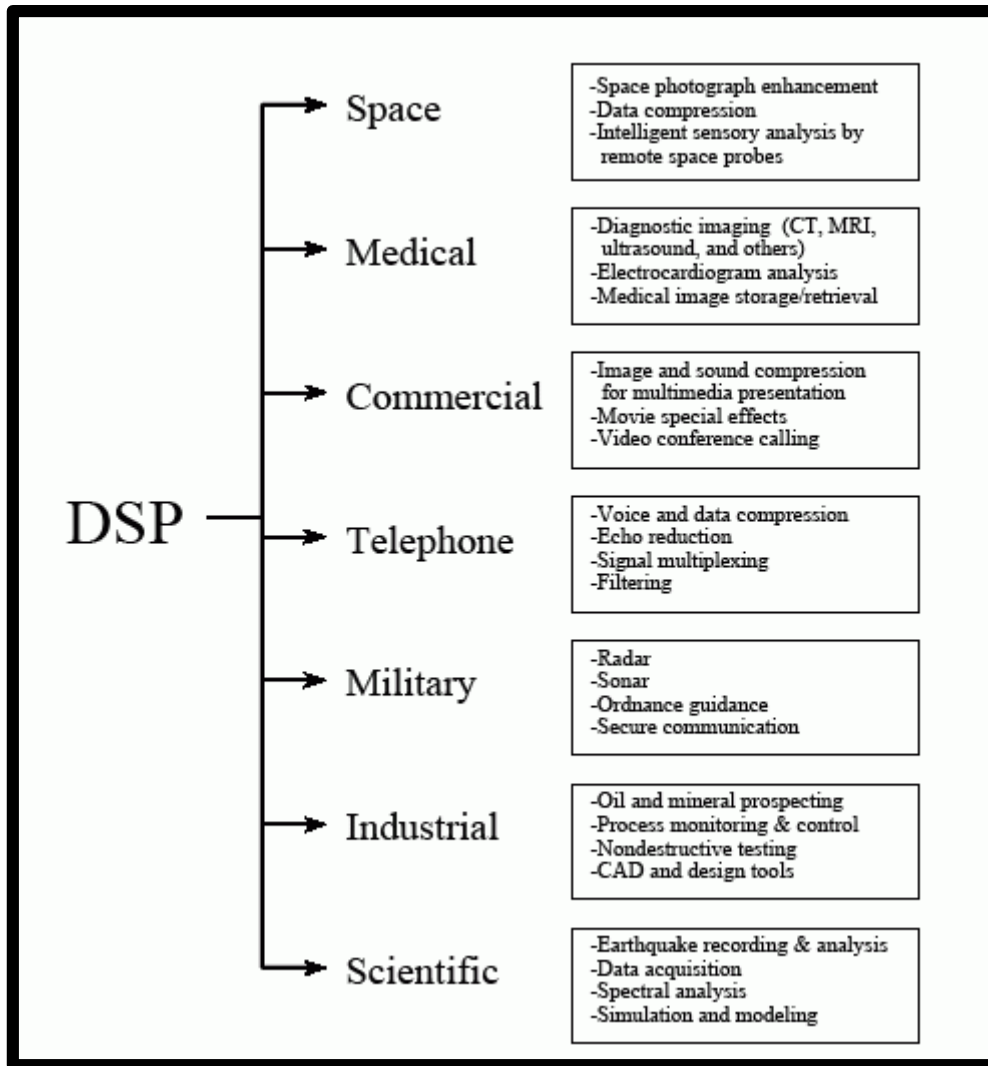 DSP
Space
-Space photograph enhancement
-Data compression
-Intelligent sensory analysis by
remote space probes
Medical
-Diagnostic imaging (CT, MRI,
ultrasound, and others)
-Electrocardiogram analysis
-Medical image storage/retrieval
Commercial
-Image and sound compression
for multimedia presentation
-Movie special effects
-Video conference calling
Telephone
-Voice and data compression
-Echo reduction
-Signal multiplexing
-Filtering
Military
-Radar
-Sonar
-Ordnance guidance
-Secure communication
Industrial
-Oil and mineral prospecting
-Process monitoring & control
-Nondestructive testing
-CAD and design tools
Scientific
-Earthquake recording & analysis
-Data acquisition
-Spectral analysis
-Simulation and modeling